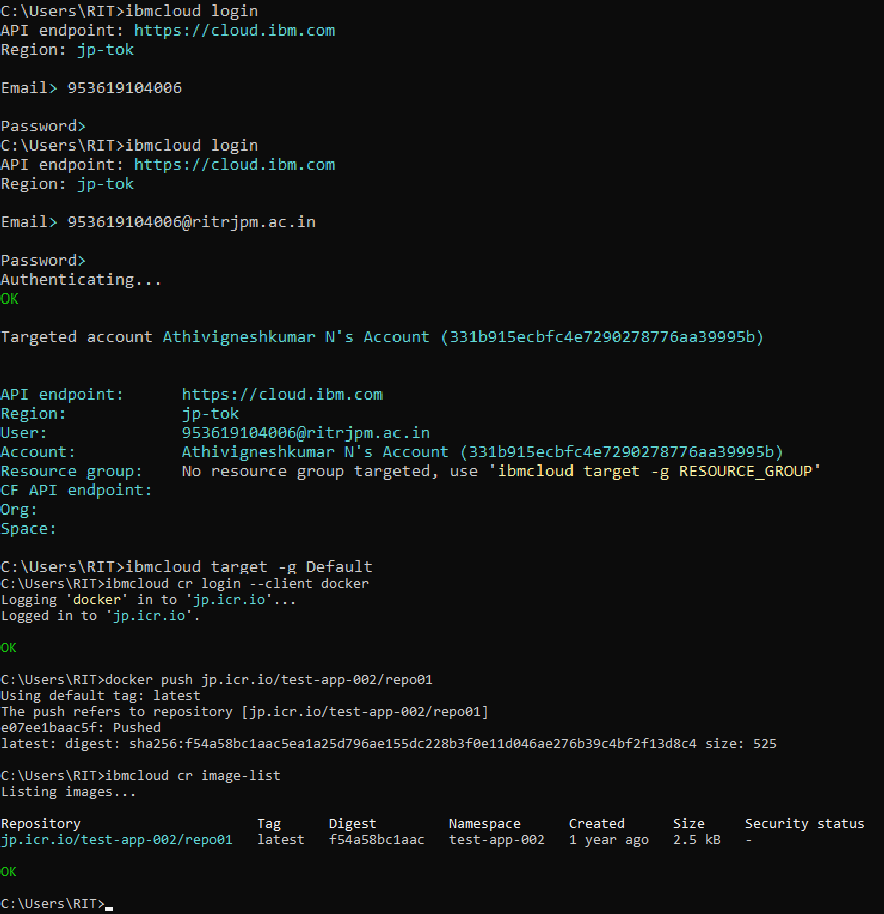 C:\Users\RIT>ibmcloud login
API endpoint: https://cloud.ibm.com
Region: jp-tok
Email> 953619104006
Password>
C:\Users\RIT>ibmcloud login
API endpoint: https://cloud.ibm.com
Region: jp-tok
Email> 953619104006@ritrjpm.ac.in
Password>
Authenticating...
OK
Targeted account Athivigneshkumar N's Account (331b915ecbfc4e7290278776aa39995b)
API endpoint: https://cloud.ibm.com
Region: jp-tok
User: 953619104006@ritrjpm.ac.in
Account: Athivigneshkumar N's Account (331b915ecbfc4e7290278776aa39995b)
Resource group: No resource group targeted, use 'ibmcloud target -g RESOURCE_GROUP'
CF API endpoint:
Org:
Space:
C:\Users\RIT>ibmcloud target -g Default
C:\Users\RIT>ibmcloud cr login --client docker
Logging 'docker' in to 'jp.icr.io'...
Logged in to 'jp.icr.io'.
OK
C:\Users\RIT>docker push jp.icr.io/test-app-002/repo01
Using default tag: latest
The push refers to repository [jp.icr.io/test-app-002/repo01]
e07ee1baac5f: Pushed
latest: digest: sha256:f54a58bc1aac5ea1a25d796ae155dc228b3f0e11d046ae276b39c4bf2f13d8c4 size: 525
C:\Users\RIT>ibmcloud cr image-list
Listing images...
Repository Tag Digest Namespace Created Size Security status
jp.icr.io/test-app-002/repo01 latest f54a58bc1aac test-app-002 1 year ago 2.5 kB -
OK
C:\Users\RIT>